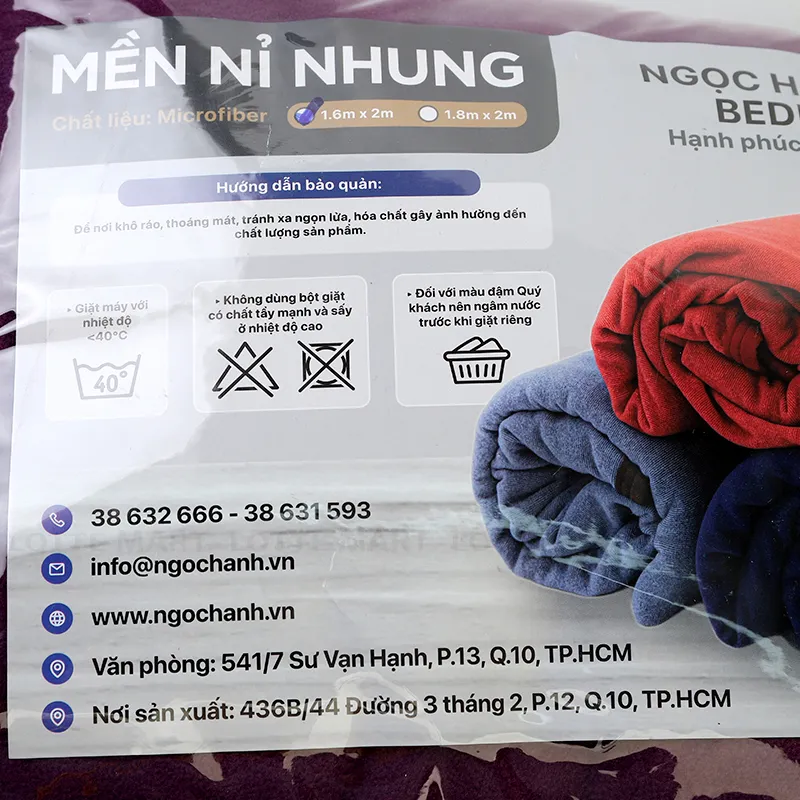 MỀN NỈ NHUNG
Chất liệu: Microfiber
1.6m x 2m
1.8m x 2m
NGỌC
Hạnh phúc
Hướng dẫn bảo quản:
Để nơi khô ráo, thoáng mát, tránh xa ngọn lửa, hóa chất gây ảnh hưởng đến
chất lượng sản phẩm.
▸ Giặt máy với
nhiệt độ
<40°C
40°
▸ Không dùng bột giặt
có chất tẩy mạnh và sấy
ở nhiệt độ cao
▸ Đối với màu đậm Quý
khách nên ngâm nước
trước khi giặt riêng
38 632 666 - 38 631 593
info@ngochanh.vn
www.ngochanh.vn
Văn phòng: 541/7 Sư Vạn Hạnh, P.13, Q.10, TP.HCM
Nơi sản xuất: 436B/44 Đường 3 tháng 2, P.12, Q.10, TP.HCM